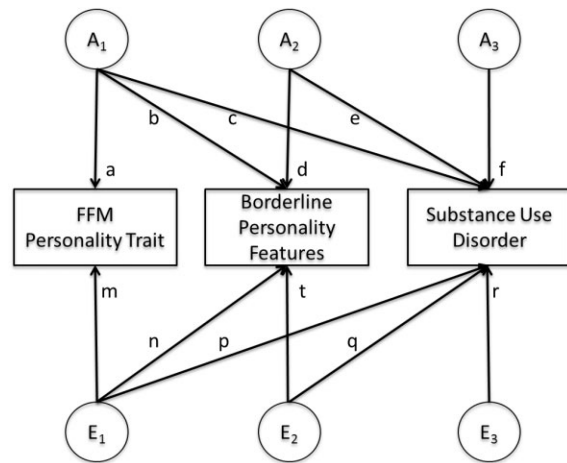 A1
A2
A3
b
c
e
a
d
f
FFM
Personality Trait
Borderline
Personality
Features
Substance Use
Disorder
m
t
r
n
p
q
E1
E2
E3